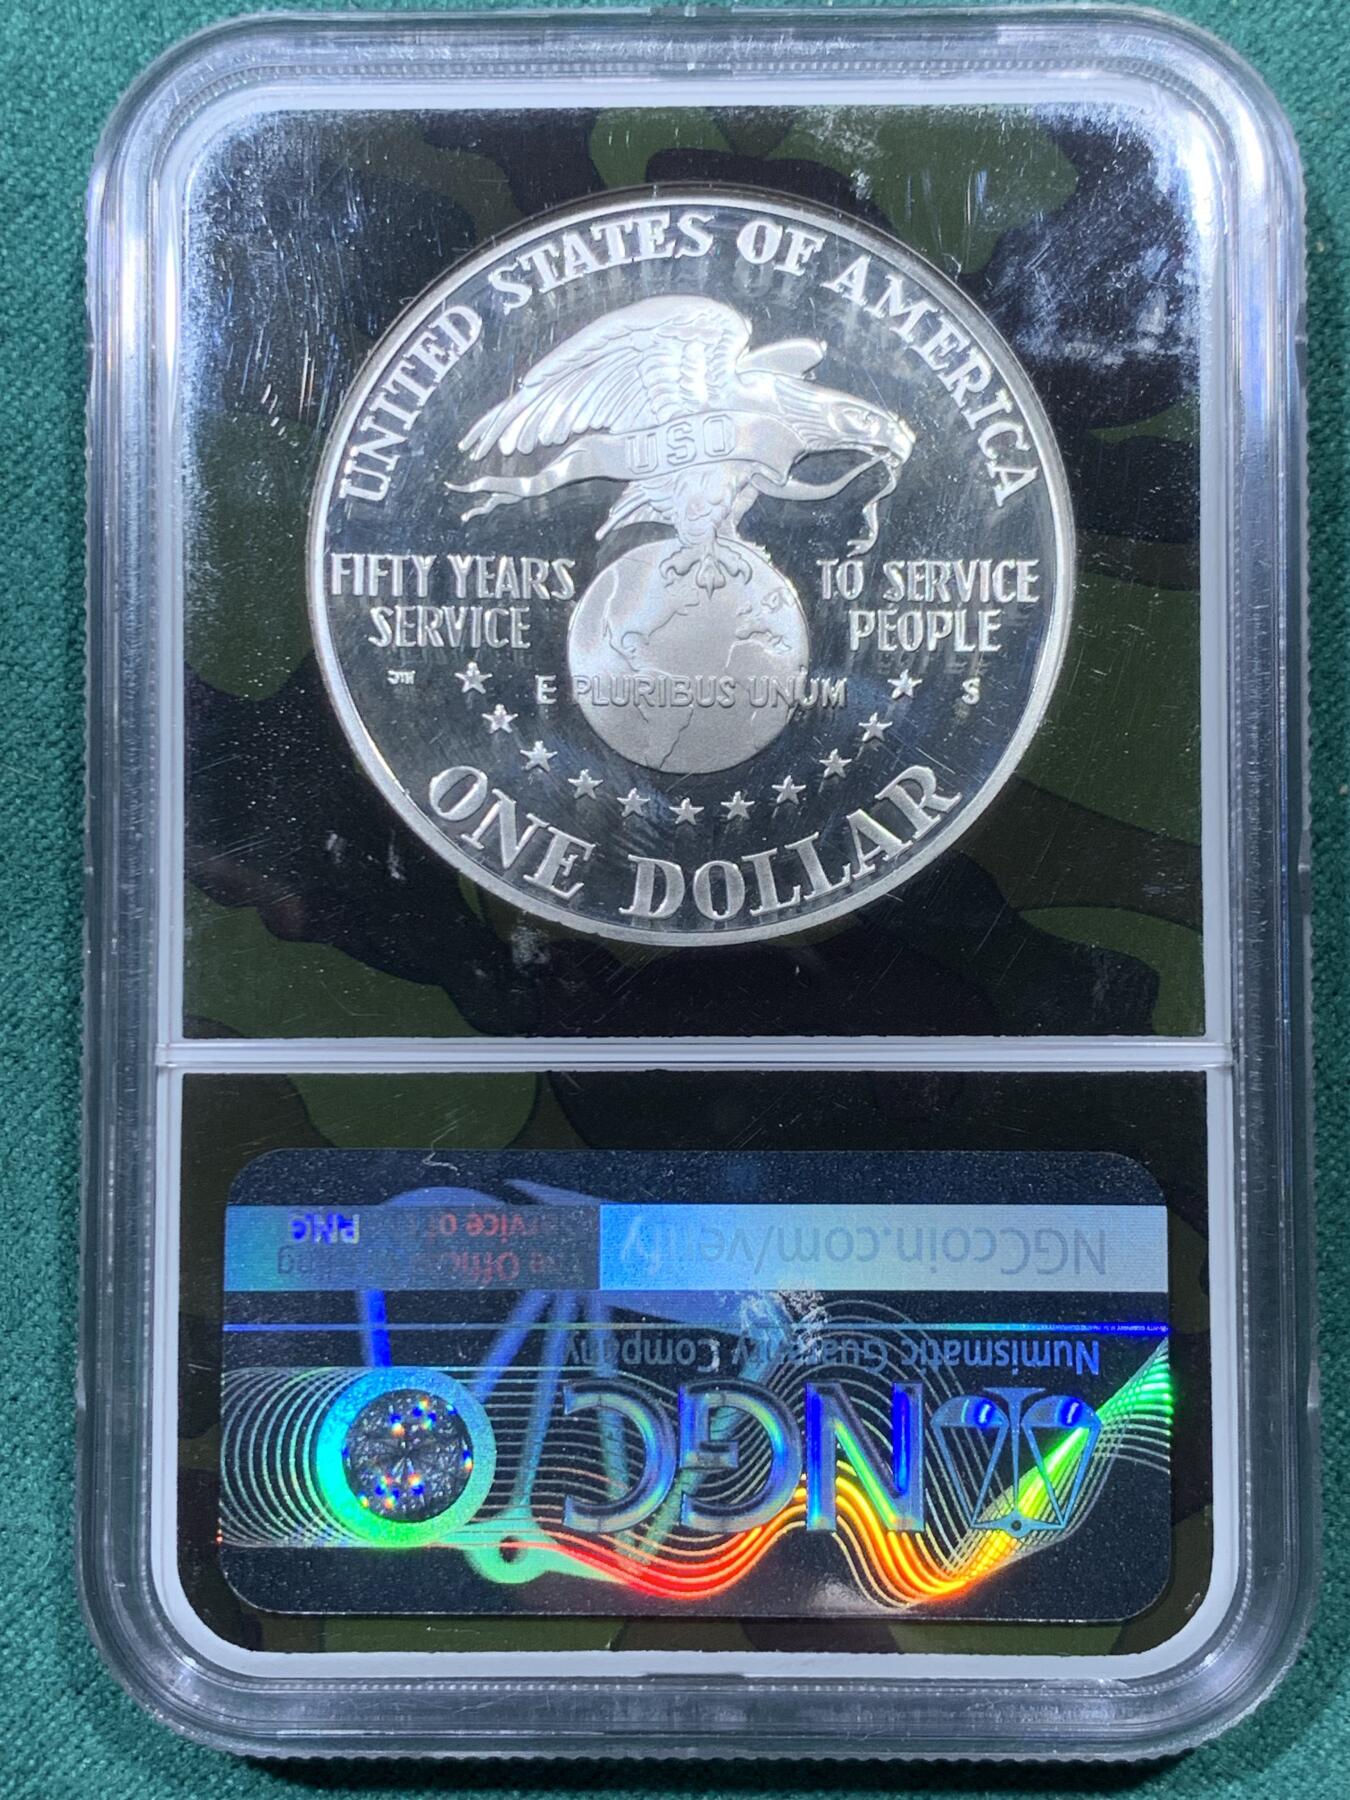 UNITED STATES OF AMERICA
USO
FIFTY YEARS
SERVICE
TO SERVICE
PEOPLE
E PLURIBUS UNUM
S
ONE DOLLAR
NGCcoin.com/verify
Numismatic Guaranty Company
NGC
PNG